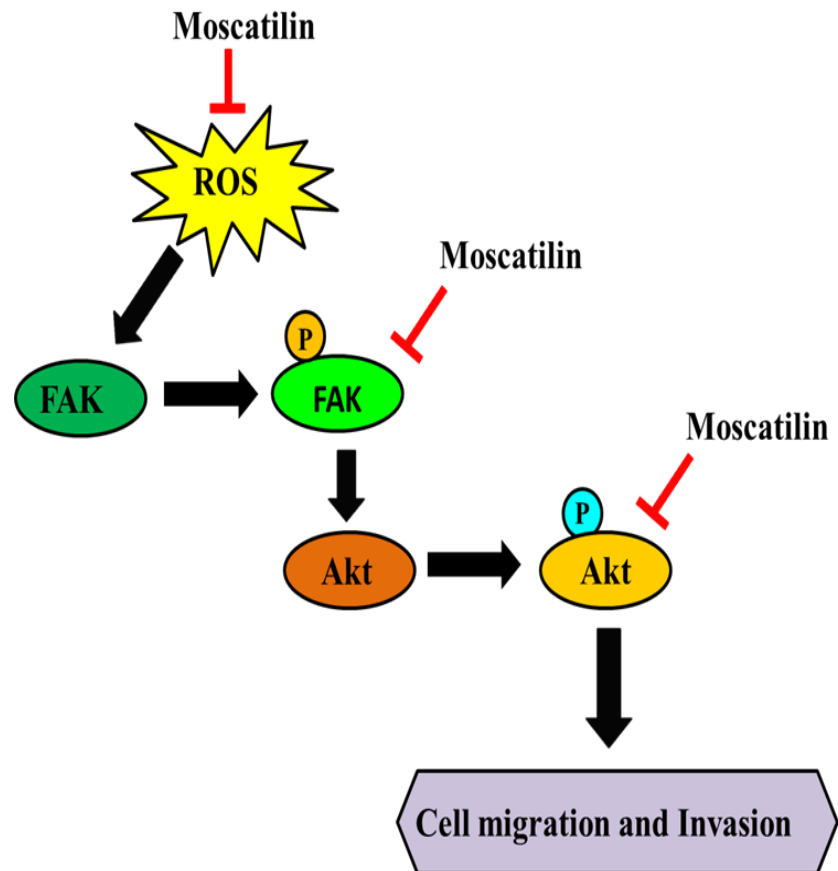 Moscatilin
ROS
Moscatilin
P
FAK
FAK
Moscatilin
P
Akt
Akt
Cell migration and Invasion